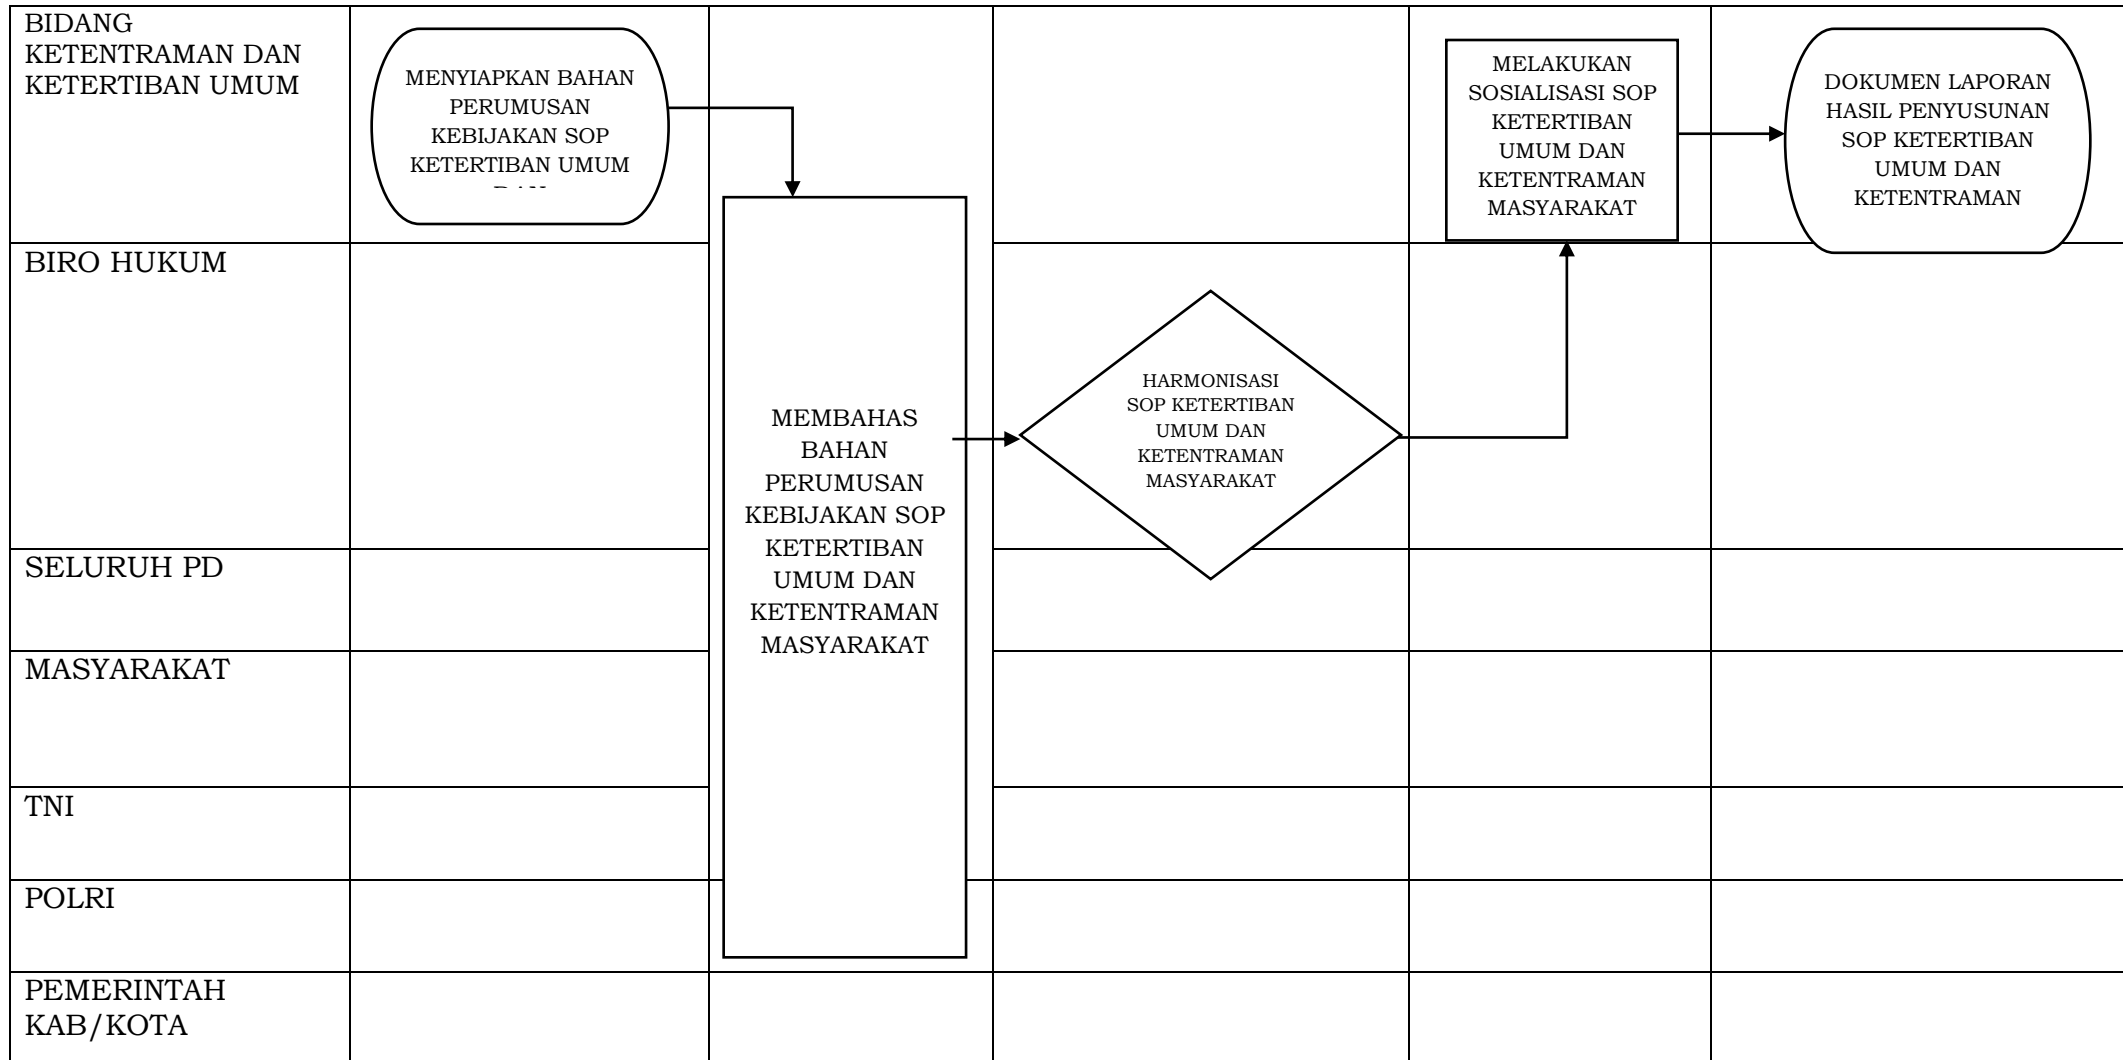 BIDANG
KETENTRAMAN DAN
KETERTIBAN UMUM
MENYIAPKAN BAHAN
PERUMUSAN
KEBIJAKAN SOP
KETERTIBAN UMUM
MELAKUKAN
SOSIALISASI SOP
KETERTIBAN
UMUM DAN
KETENTRAMAN
MASYARAKAT
DOKUMEN LAPORAN
HASIL PENYUSUNAN
SOP KETERTIBAN
UMUM DAN
KETENTRAMAN
BIRO HUKUM
MEMBAHAS
BAHAN
PERUMUSAN
KEBIJAKAN SOP
KETERTIBAN
UMUM DAN
KETENTRAMAN
MASYARAKAT
HARMONISASI
SOP KETERTIBAN
UMUM DAN
KETENTRAMAN
MASYARAKAT
SELURUH PD
MASYARAKAT
TNI
POLRI
PEMERINTAH
KAB/KOTA